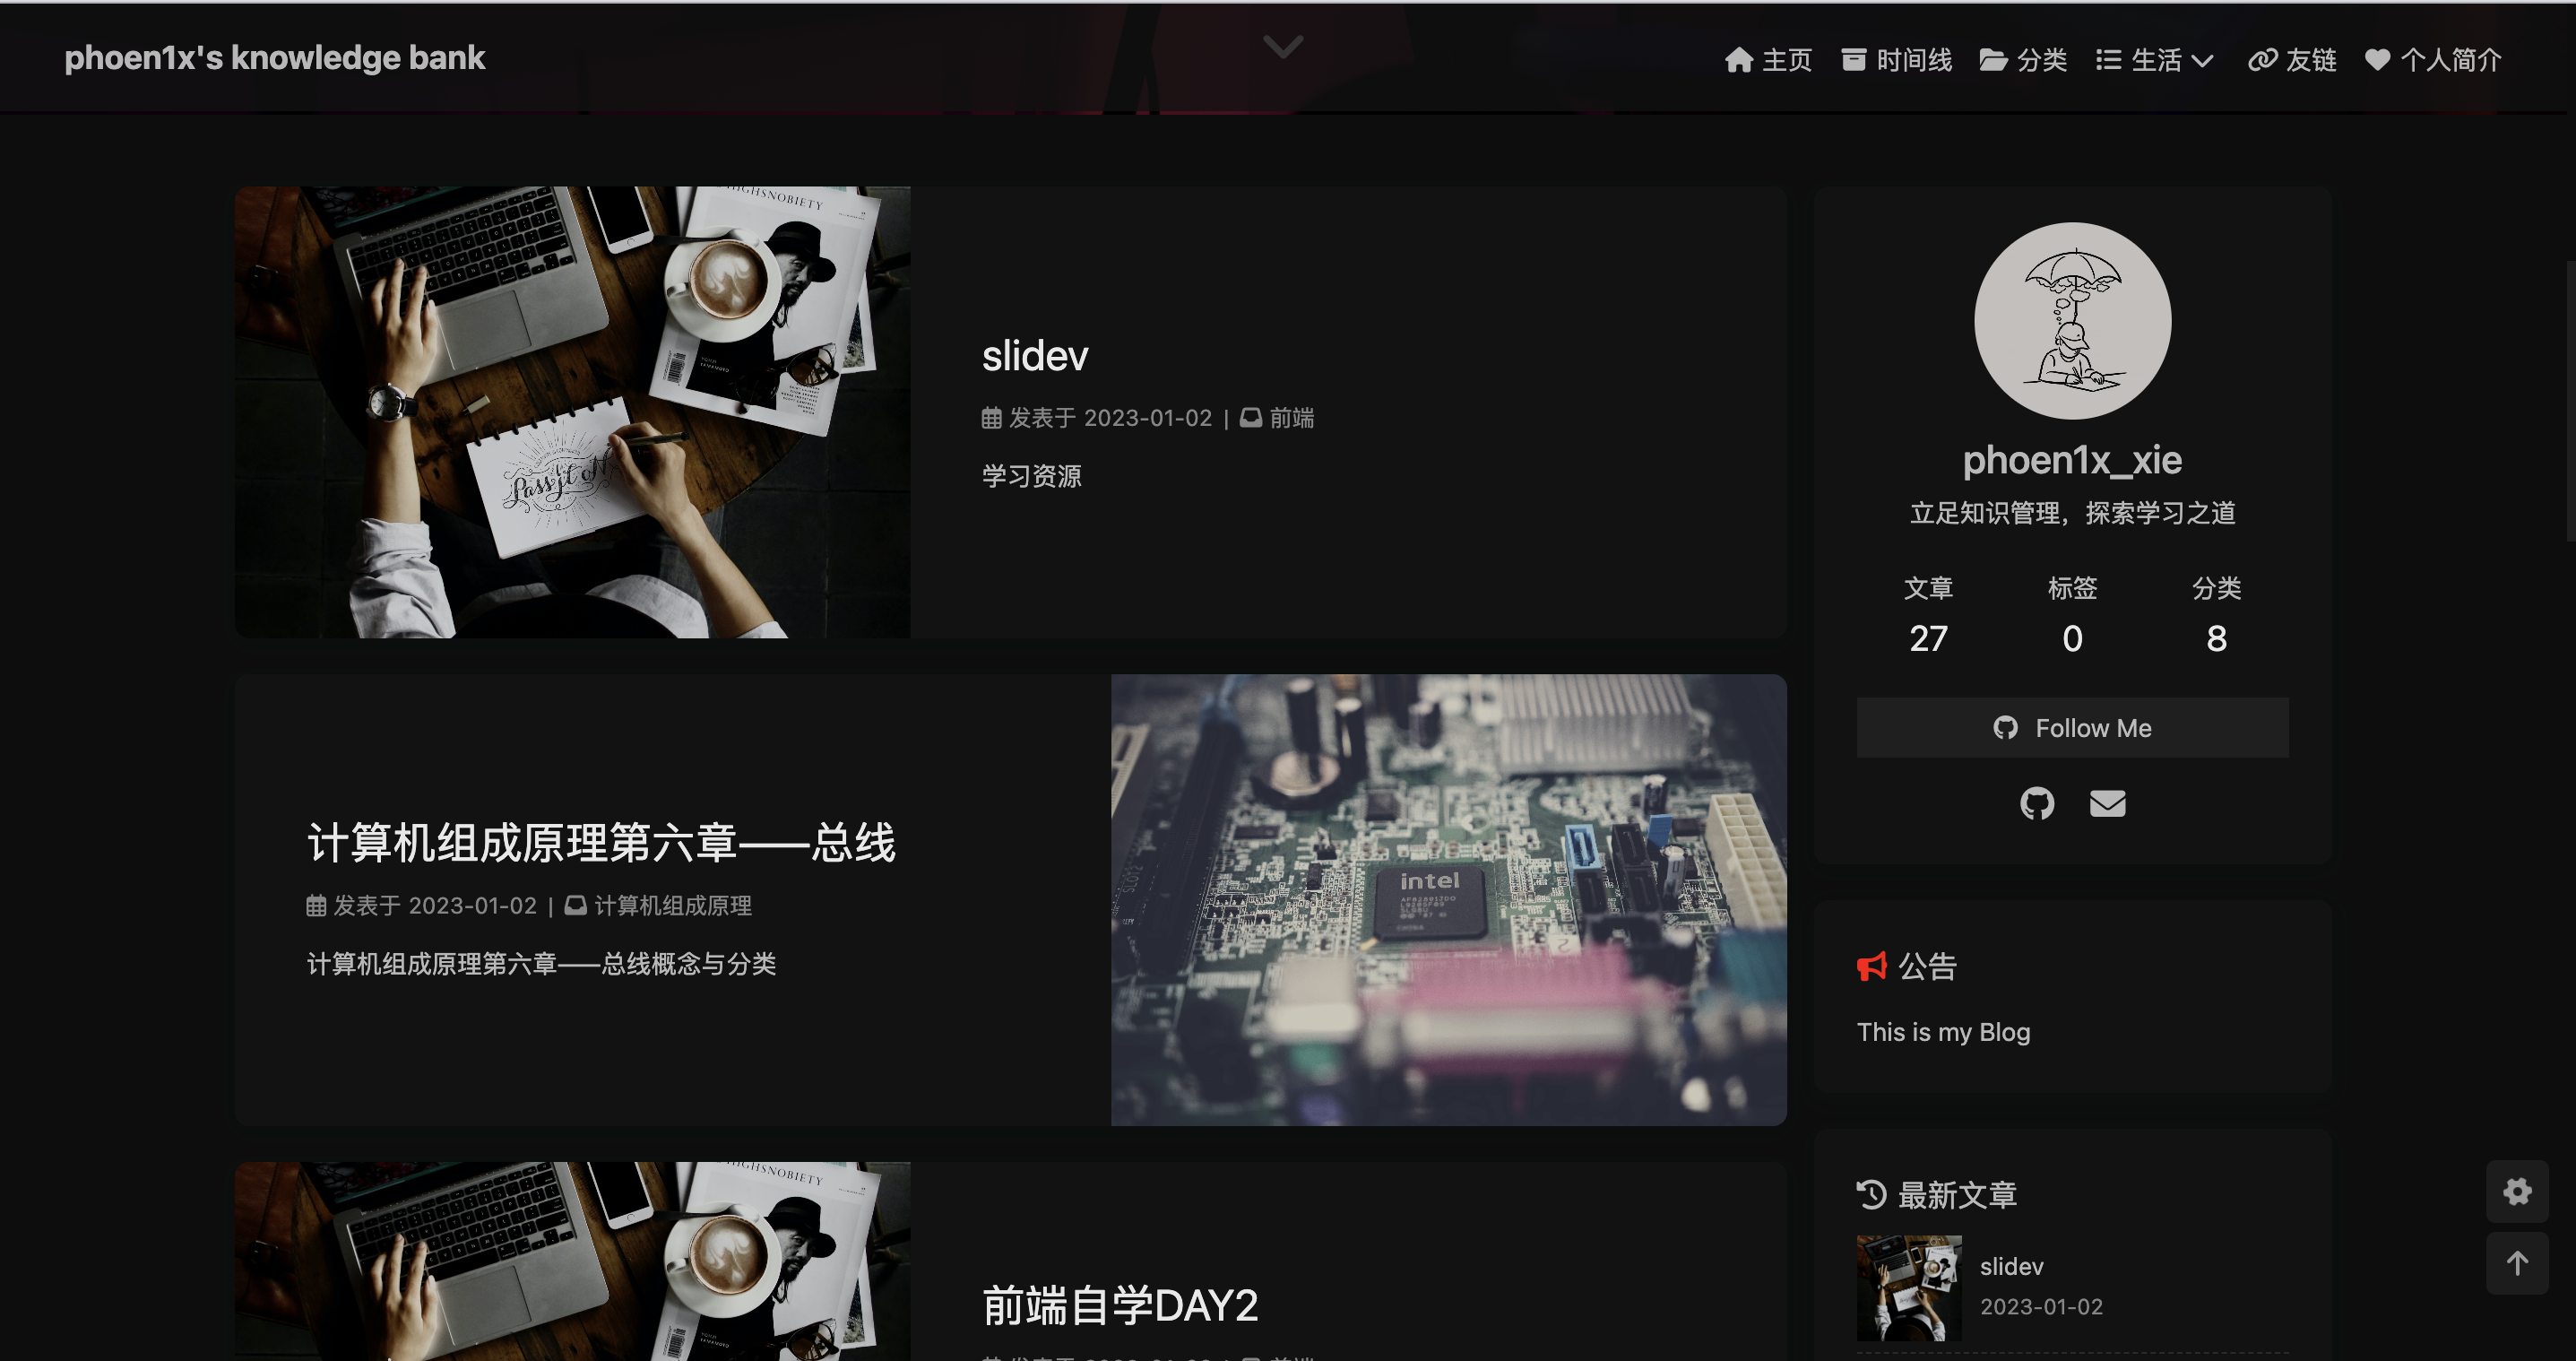 phoen1x's knowledge bank
主页 时间线 分类 生活 友链 个人简介
HIGHSNOBIETY
Pass it on
slidev
发表于 2023-01-02 | 前端
学习资源
计算机组成原理第六章——总线
发表于 2023-01-02 | 计算机组成原理
计算机组成原理第六章——总线概念与分类
intel
HIGHSNOBIETY
前端自学DAY2
phoen1x_xie
立足知识管理，探索学习之道
文章 标签 分类
27 0 8
Follow Me
公告
This is my Blog
最新文章
slidev
2023-01-02